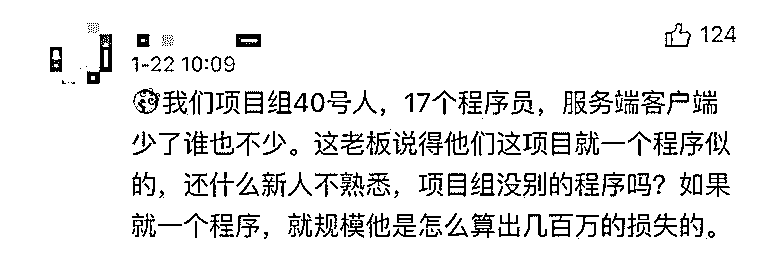 124
1-22 10:09
我们项目组40号人，17个程序员，服务端客户端
少了谁也不少。这老板说得他们这项目就一个程序似
的，还什么新人不熟悉，项目组没别的程序吗？如果
就一个程序，就规模他是怎么算出几百万的损失的。